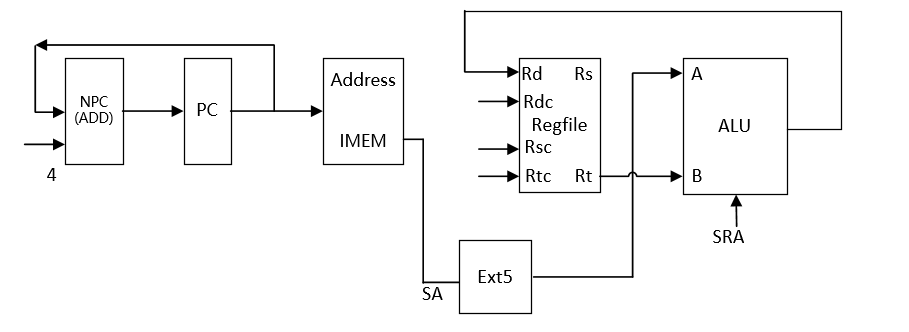 NPC
(ADD)
4
PC
Address
IMEM
SA
Ext5
Rd Rs
Rdc
Regfile
Rsc
Rtc Rt
A
ALU
B
SRA